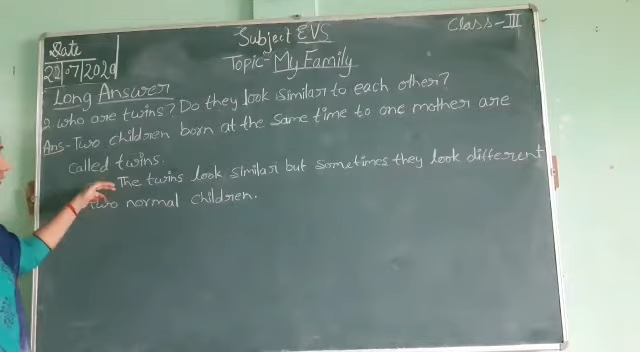 Date
22/07/2020
Subject EVS
Class-III
Topic- My Family
Long Answer
2. who are twins? Do they look similar to each other?
Ans- Two children born at the same time to one mother are
called twins.
The twins look similar but sometimes they look different
two normal children.